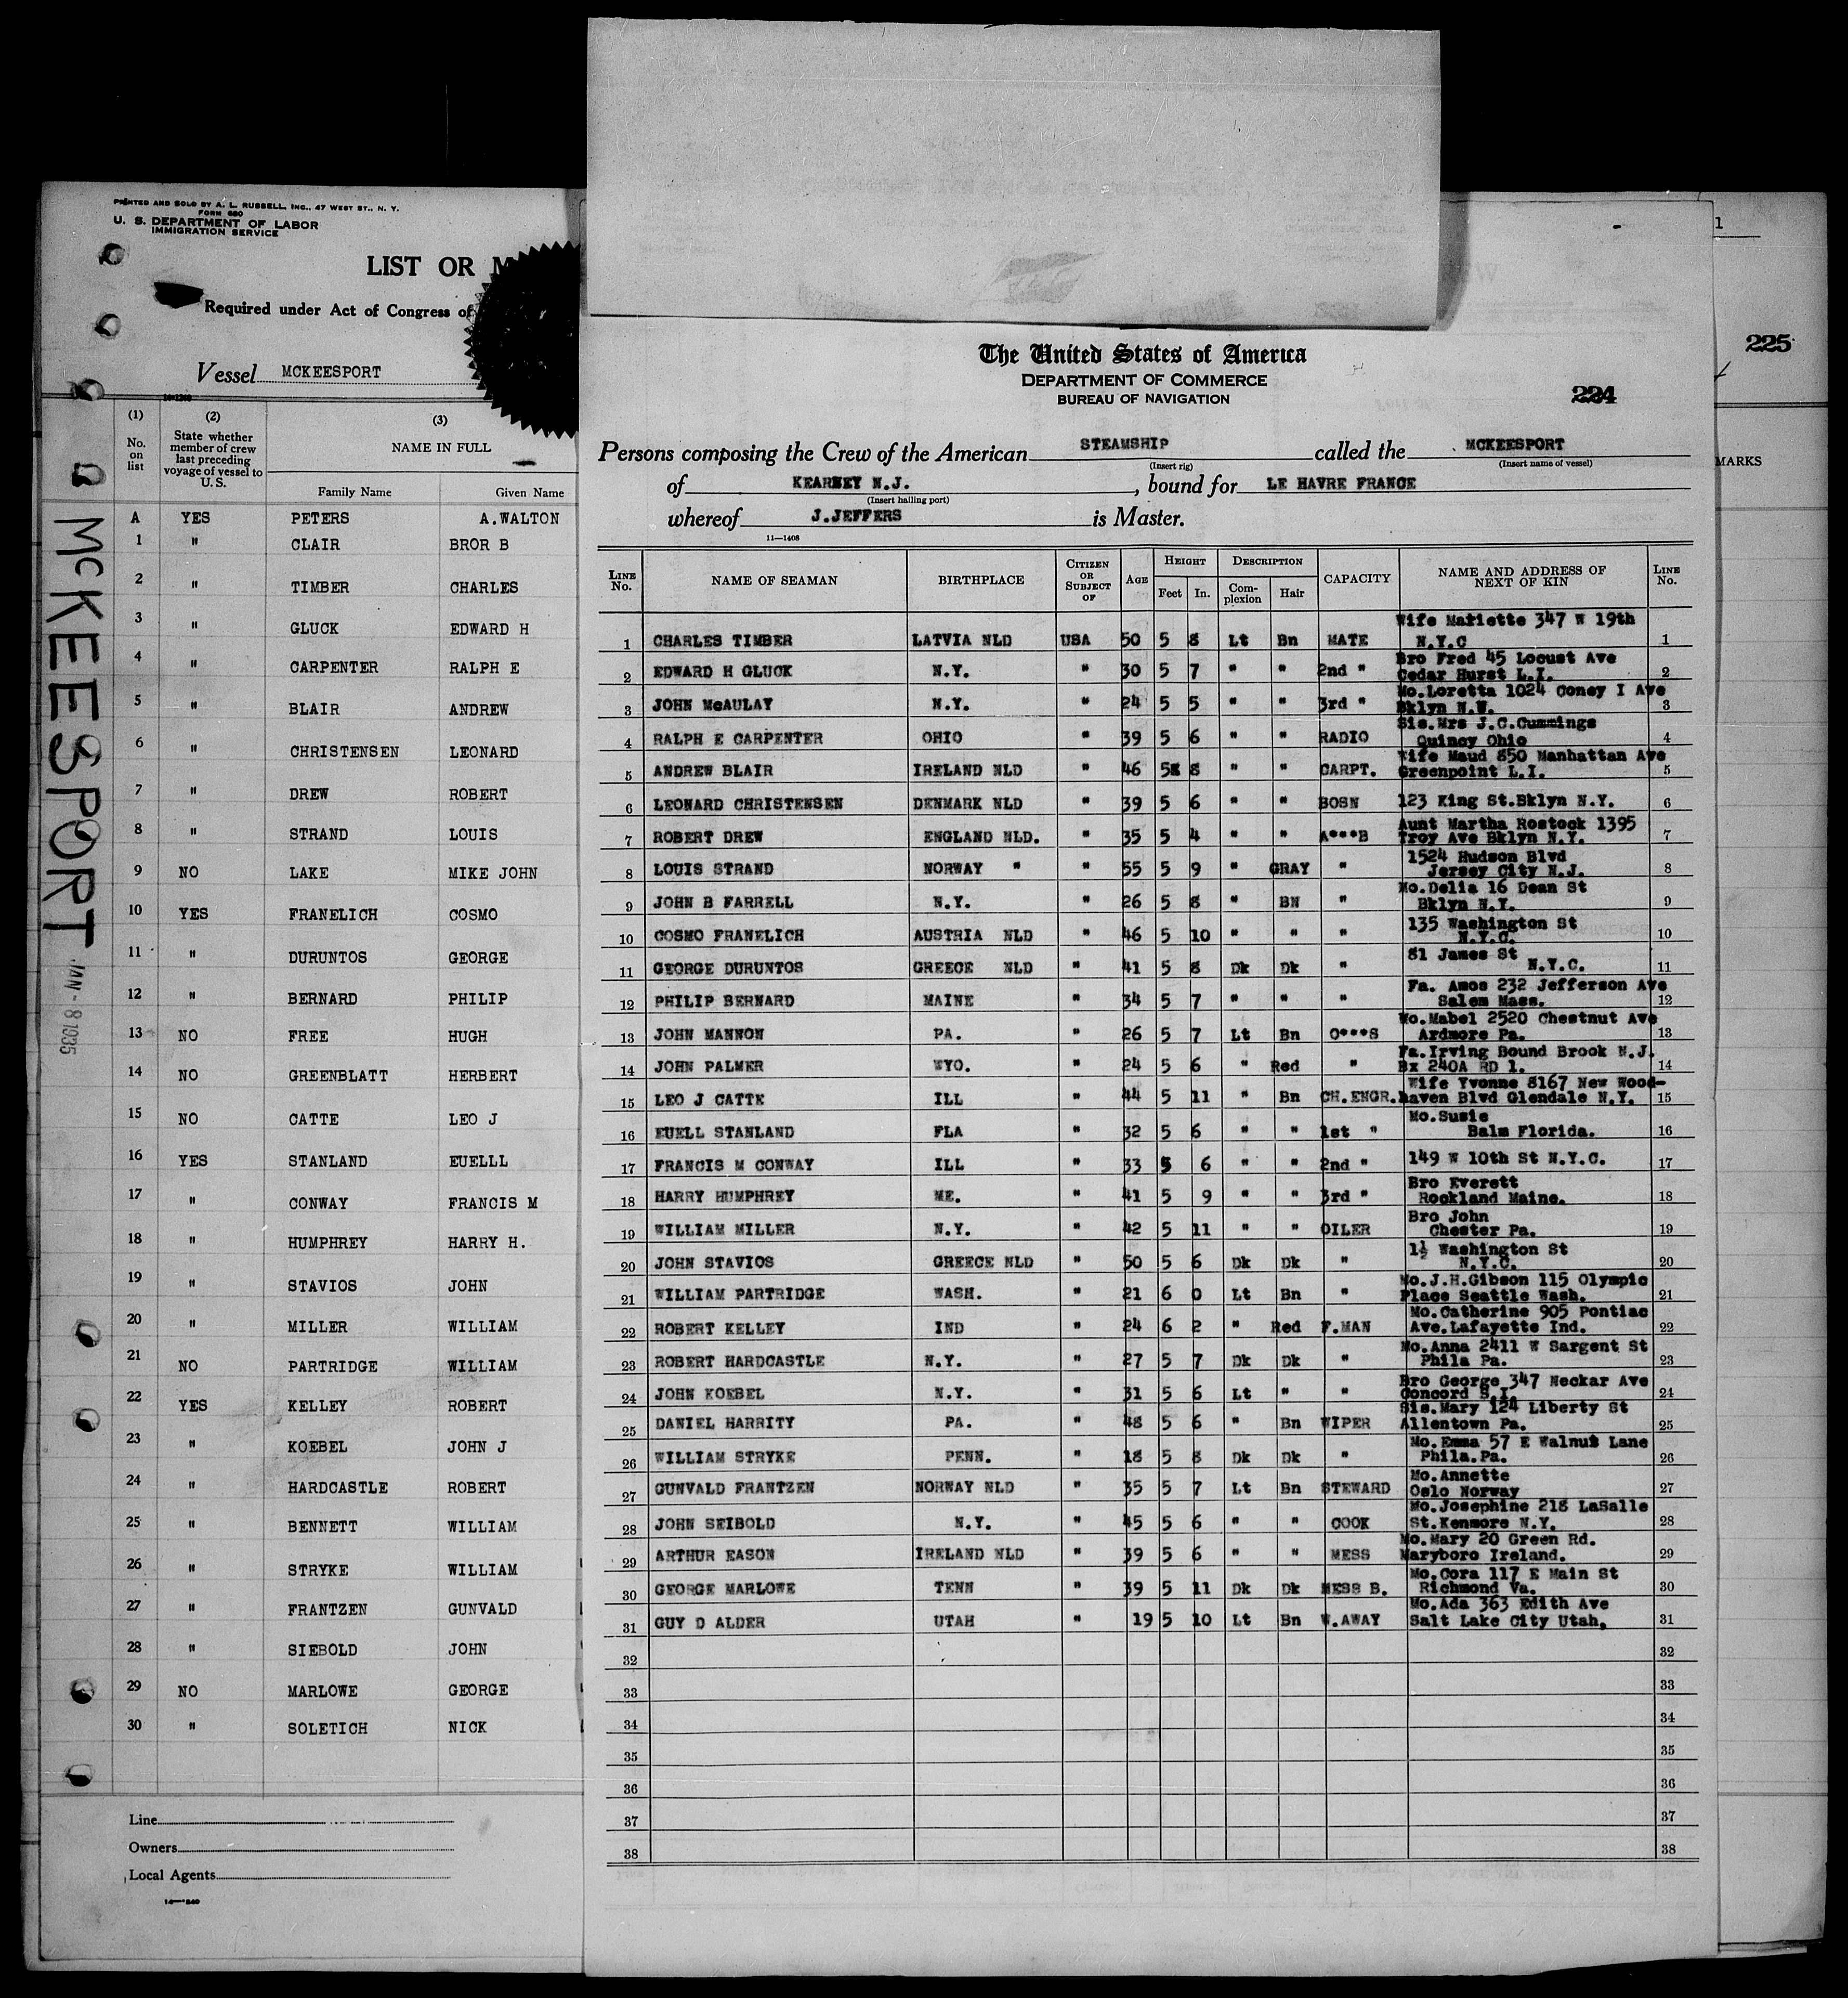 PRINTED AND SOLD BY A. L. RUSSELL, INC., 47 WEST ST., N. Y.
FORM 680
U. S. DEPARTMENT OF LABOR
IMMIGRATION SERVICE
LIST OR M
Required under Act of Congress of
Vessel MCKEESPORT
(1) (2) (3)
No. on list State whether member of crew last preceding voyage of vessel to U. S. NAME IN FULL
Family Name Given Name
A YES PETERS A.WALTON
1 " CLAIR BROR B
2 " TIMBER CHARLES
3 " GLUCK EDWARD H
4 " CARPENTER RALPH E
5 " BLAIR ANDREW
6 " CHRISTENSEN LEONARD
7 " DREW ROBERT
8 " STRAND LOUIS
9 NO LAKE MIKE JOHN
10 YES FRANELICH COSMO
11 " DURUNTOS GEORGE
12 " BERNARD PHILIP
13 NO FREE HUGH
14 NO GREENBLATT HERBERT
15 NO CATTE LEO J
16 YES STANLAND EUELLL
17 " CONWAY FRANCIS M
18 " HUMPHREY HARRY H.
19 " STAVIOS JOHN
20 " MILLER WILLIAM
21 NO PARTRIDGE WILLIAM
22 YES KELLEY ROBERT
23 " KOEBEL JOHN J
24 " HARDCASTLE ROBERT
25 " BENNETT WILLIAM
26 " STRYKE WILLIAM
27 " FRANTZEN GUNVALD
28 " SIEBOLD JOHN
29 NO MARLOWE GEORGE
30 " SOLETICH NICK
Line
Owners
Local Agents
MCKEESPORT JAN - 8 1935
The United States of America
DEPARTMENT OF COMMERCE
BUREAU OF NAVIGATION
224
Persons composing the Crew of the American STEAMSHIP called the MCKEESPORT
(Insert rig) (Insert name of vessel)
of KEARNEY N.J. , bound for LE HAVRE FRANCE
(Insert hailing port)
whereof J.JEFFERS is Master.
11—1408
LINE No. NAME OF SEAMAN BIRTHPLACE CITIZEN OR SUBJECT OF AGE HEIGHT DESCRIPTION CAPACITY NAME AND ADDRESS OF NEXT OF KIN LINE No.
Feet In. Complexion Hair
Wife Mariette 347 W 19th
1 CHARLES TIMBER LATVIA NLD USA 50 5 8 Lt Bn MATE N.Y.C 1
Bro Fred 45 Locust Ave
2 EDWARD H GLUCK N.Y. " 30 5 7 " " 2nd " Cedar Hurst L.I. 2
Mo.Loretta 1024 Coney I Ave
3 JOHN McAULAY N.Y. " 24 5 5 " " 3rd " Bklyn N.W. 3
Sis.Mrs J.C.Cummings
4 RALPH E CARPENTER OHIO " 39 5 6 " " RADIO Quincy Ohio 4
Wife Maud 850 Manhattan Ave
5 ANDREW BLAIR IRELAND NLD " 46 5 8 " " CARPT. Greenpoint L.I. 5
6 LEONARD CHRISTENSEN DENMARK NLD " 39 5 6 " " BOSN 123 King St.Bklyn N.Y. 6
Aunt Martha Rostock 1395
7 ROBERT DREW ENGLAND NLD. " 35 5 4 " " A***B Troy Ave Bklyn N.Y. 7
1524 Hudson Blvd
8 LOUIS STRAND NORWAY " " 55 5 9 " GRAY " Jersey City N.J. 8
Mo.Delia 16 Dean St
9 JOHN B FARRELL N.Y. " 26 5 8 " BN " Bklyn N.Y. 9
135 Washington St
10 COSMO FRANELICH AUSTRIA NLD " 46 5 10 " " " N.Y.C. 10
81 James St
11 GEORGE DURUNTOS GREECE NLD " 41 5 8 Dk Dk " N.Y.C. 11
Fa. Amos 232 Jefferson Ave
12 PHILIP BERNARD MAINE " 34 5 7 " " " Salem Mass. 12
Mo.Mabel 2520 Chestnut Ave
13 JOHN MANNON PA. " 26 5 7 Lt Bn O***S Ardmore Pa. 13
Fa.Irving Bound Brook N.J.
14 JOHN PALMER WYO. " 24 5 6 " Red " Bx 240A RD 1. 14
Wife Yvonne 8167 New Wood-
15 LEO J CATTE ILL " 44 5 11 " Bn CH.ENGR. haven Blvd Glendale N.Y. 15
Mo.Susie
16 EUELL STANLAND FLA " 32 5 6 " " 1st " Balm Florida. 16
17 FRANCIS M CONWAY ILL " 33 5 6 " " 2nd " 149 W 10th St N.Y.C. 17
Bro Everett
18 HARRY HUMPHREY ME. " 41 5 9 " " 3rd " Rockland Maine. 18
Bro John
19 WILLIAM MILLER N.Y. " 42 5 11 " " OILER Chester Pa. 19
1½ Washington St
20 JOHN STAVIOS GREECE NLD " 50 5 6 Dk Dk " N.Y.C. 20
Mo.J.H.Gibson 115 Olympic
21 WILLIAM PARTRIDGE WASH. " 21 6 0 Lt Bn " Place Seattle Wash. 21
Mo.Catherine 905 Pontiac
22 ROBERT KELLEY IND " 24 6 2 " Red F.MAN Ave.Lafayette Ind. 22
Mo.Anna 2411 W Sargent St
23 ROBERT HARDCASTLE N.Y. " 27 5 7 Dk Dk " Phila Pa. 23
Bro George 347 Neckar Ave
24 JOHN KOEBEL N.Y. " 31 5 6 Lt " " Concord S.I. 24
Sis.Mary 124 Liberty St
25 DANIEL HARRITY PA. " 48 5 6 " Bn WIPER Allentown Pa. 25
Mo.Emma 57 E Walnut Lane
26 WILLIAM STRYKE PENN. " 18 5 8 Dk Dk " Phila.Pa. 26
Mo.Annette
27 GUNVALD FRANTZEN NORWAY NLD " 35 5 7 Lt Bn STEWARD Oslo Norway 27
Mo.Josephine 218 LaSalle
28 JOHN SEIBOLD N.Y. " 45 5 6 " " COOK St.Kenmore N.Y. 28
Mo.Mary 20 Green Rd.
29 ARTHUR EASON IRELAND NLD " 39 5 6 " " MESS Maryboro Ireland. 29
Mo.Cora 117 E Main St
30 GEORGE MARLOWE TENN " 39 5 11 Dk Dk MESS B. Richmond Va. 30
Mo.Ada 363 Edith Ave
31 GUY D ALDER UTAH " 19 5 10 Lt Bn W.AWAY Salt Lake City Utah. 31
32 32
33 33
34 34
35 35
36 36
37 37
38 38
1
225
MARKS